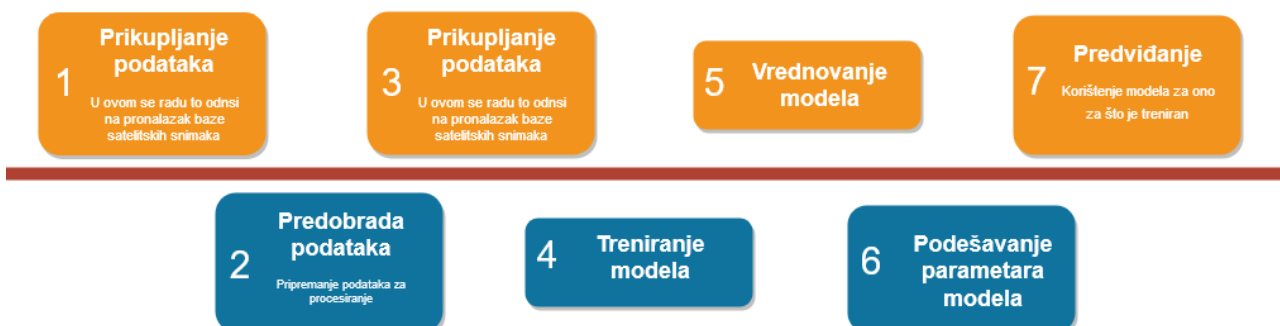 1
Prikupljanje
podataka
U ovom se radu to odnsi
na pronalazak baze
satelitskih snimaka
2
Predobrada
podataka
Pripremanje podataka za
procesiranje
3
Prikupljanje
podataka
U ovom se radu to odnsi
na pronalazak baze
satelitskih snimaka
4
Treniranje
modela
5
Vrednovanje
modela
6
Podešavanje
parametara
modela
7
Predviđanje
Korištenje modela za ono
za što je treniran